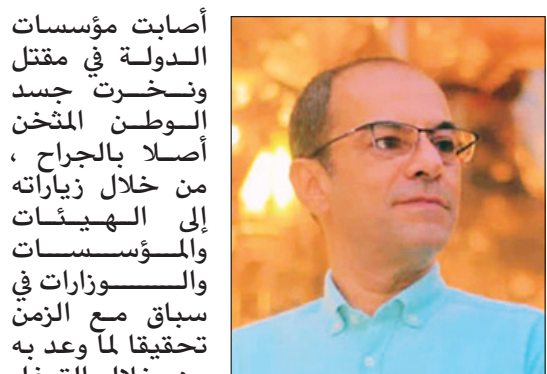 أصابت مؤسسات
الدولة في مقتل
ونخرت جسد
الوطن المثخن
أصلا بالجراح ،
من خلال زياراته
إلى الهيئات
والمؤسسات
والوزارات في
سباق مع الزمن
تحقيقا لما وعد به